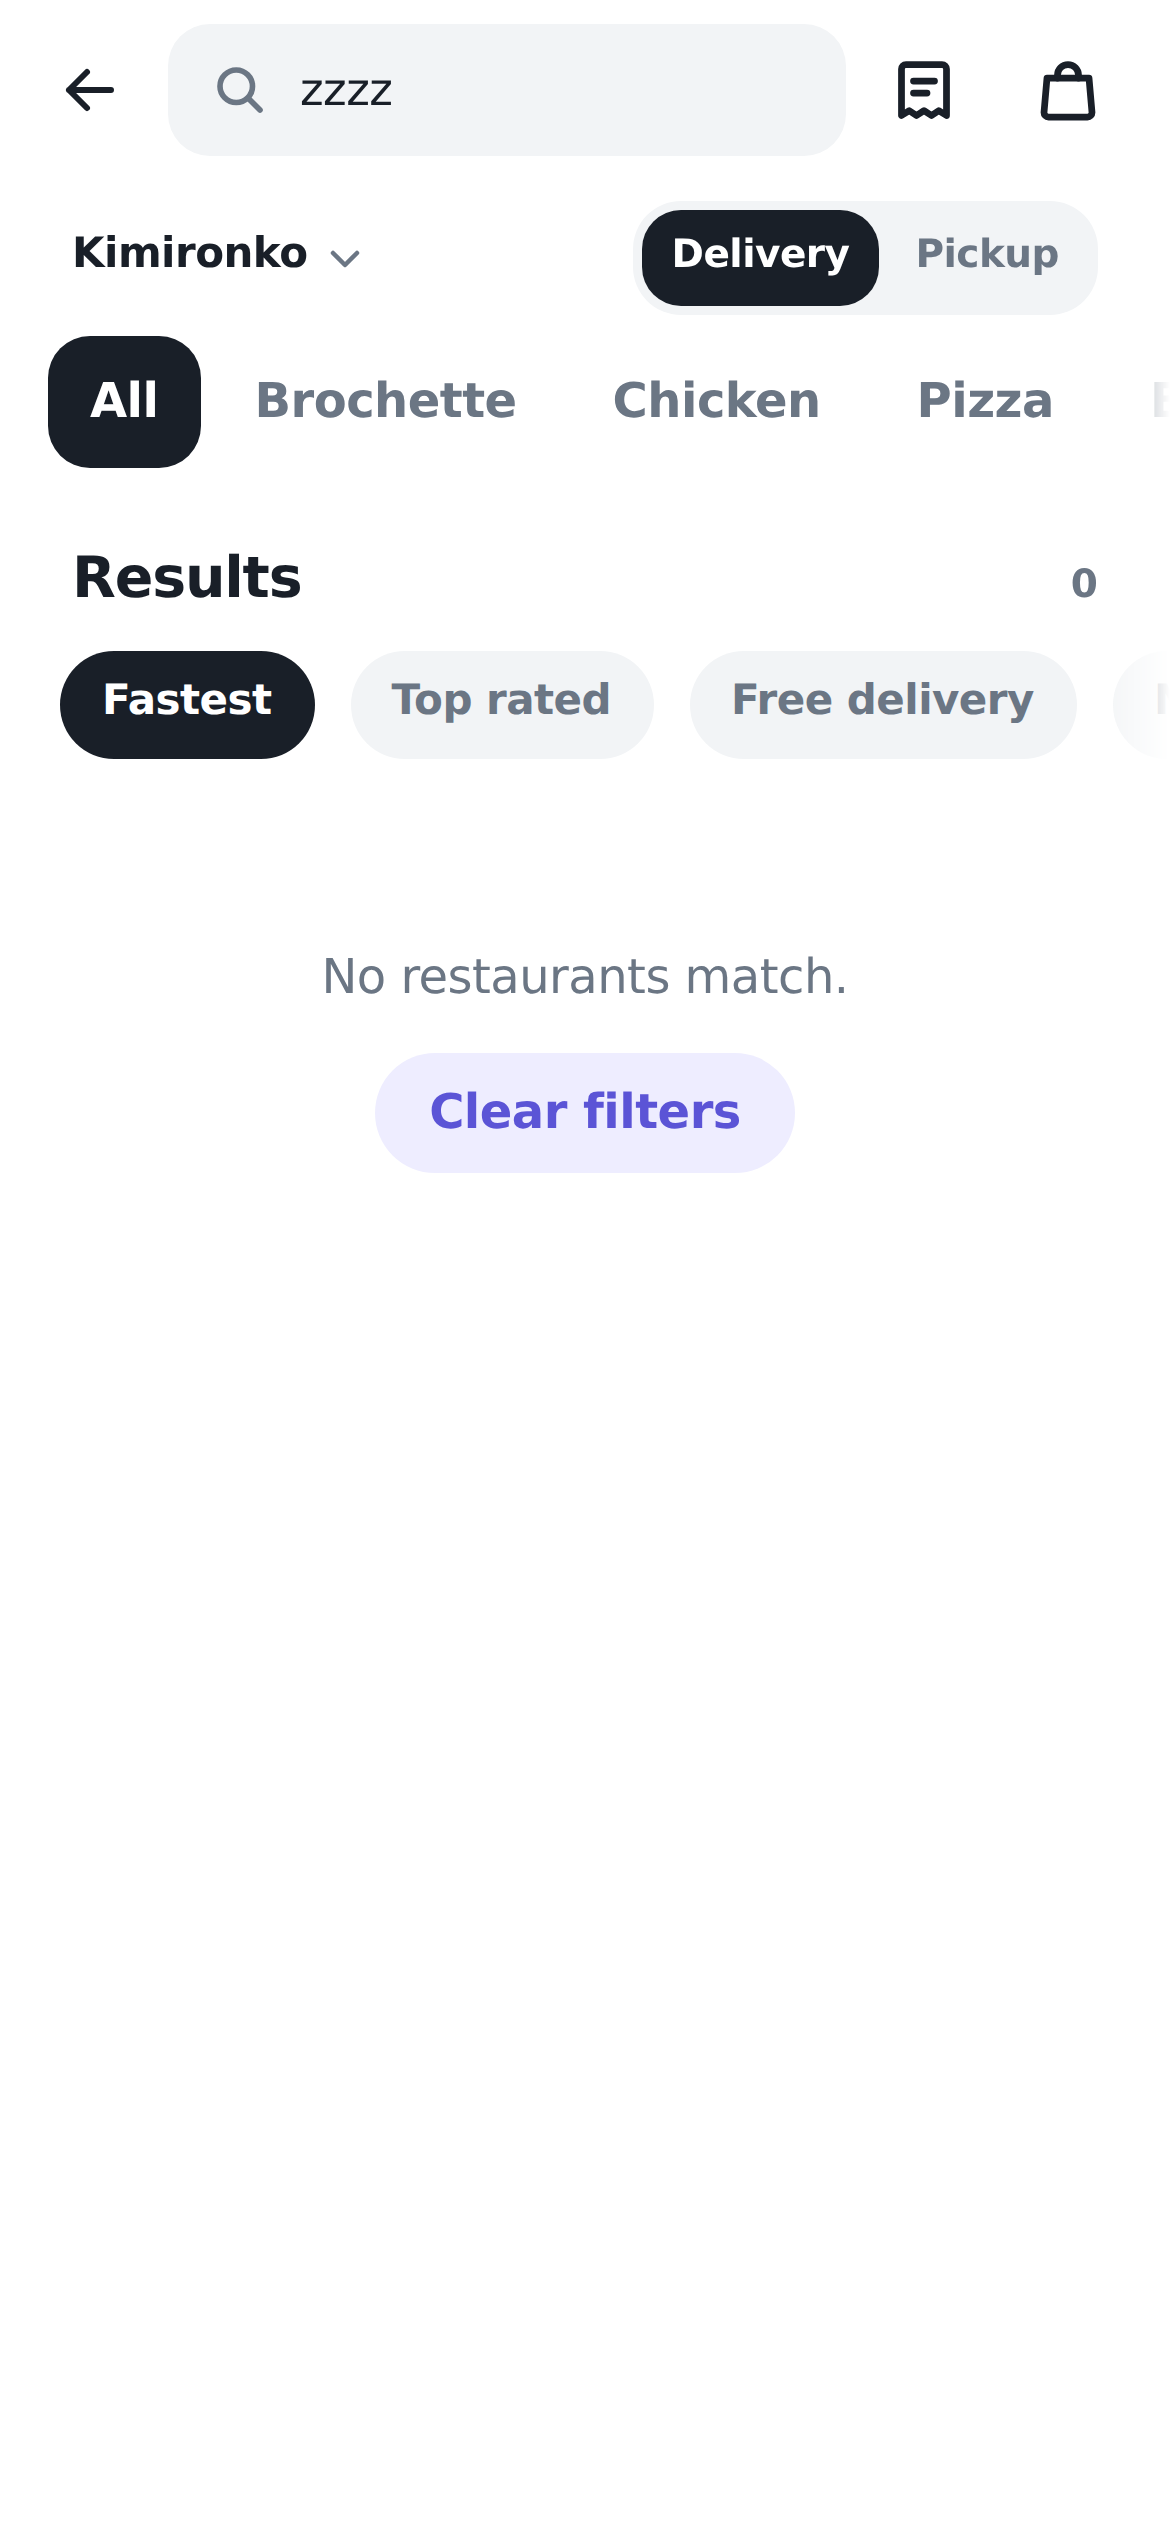 zzzz
Kimironko
Delivery Pickup
All Brochette Chicken Pizza
Results 0
Fastest Top rated Free delivery
No restaurants match.
Clear filters